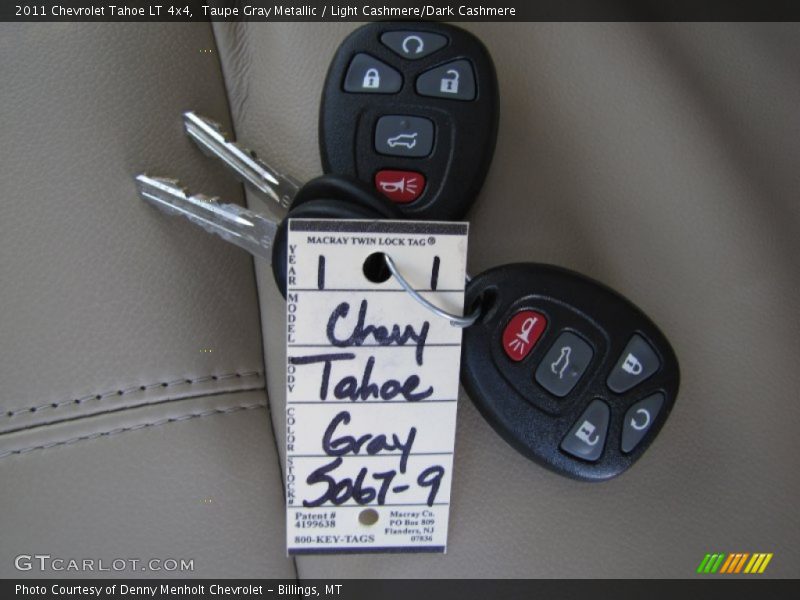 2011 Chevrolet Tahoe LT 4x4, Taupe Gray Metallic / Light Cashmere/Dark Cashmere
MACRAY TWIN LOCK TAG®
YEAR 1 1
MODEL Chevy
BODY Tahoe
COLOR Gray
STOCK# 5067-9
Patent #
4199638
800-KEY-TAGS
Macray Co.
PO Box 809
Flanders, NJ
07836
GTCARLOT.COM
Photo Courtesy of Denny Menholt Chevrolet - Billings, MT